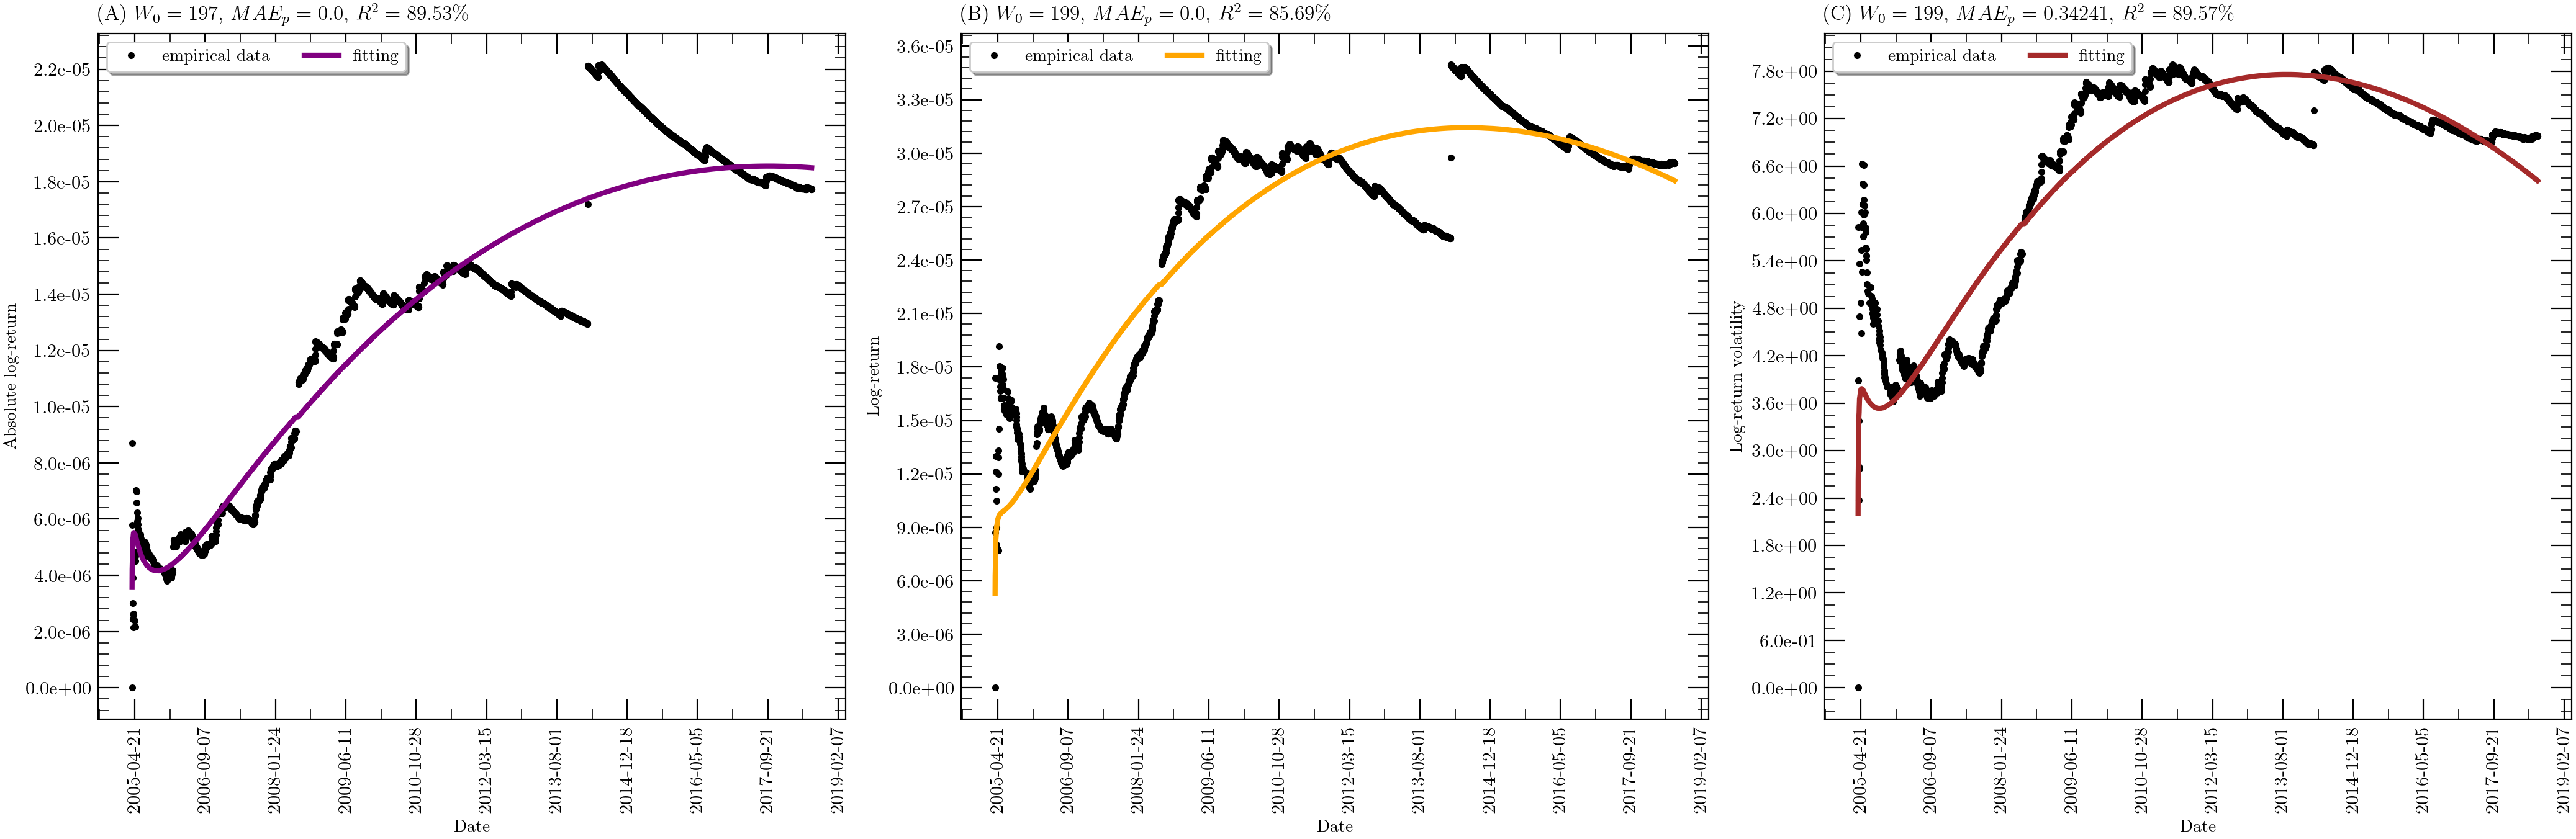 (A) W₀ = 197, MAEₚ = 0.0, R² = 89.53%
empirical data fitting
2.2e-05
2.0e-05
1.8e-05
1.6e-05
1.4e-05
1.2e-05
1.0e-05
8.0e-06
6.0e-06
4.0e-06
2.0e-06
0.0e+00
Absolute log-return
2005-04-21
2006-09-07
2008-01-24
2009-06-11
2010-10-28
2012-03-15
2013-08-01
2014-12-18
2016-05-05
2017-09-21
2019-02-07
Date
(B) W₀ = 199, MAEₚ = 0.0, R² = 85.69%
empirical data fitting
3.6e-05
3.3e-05
3.0e-05
2.7e-05
2.4e-05
2.1e-05
1.8e-05
1.5e-05
1.2e-05
9.0e-06
6.0e-06
3.0e-06
0.0e+00
Log-return
2005-04-21
2006-09-07
2008-01-24
2009-06-11
2010-10-28
2012-03-15
2013-08-01
2014-12-18
2016-05-05
2017-09-21
2019-02-07
Date
(C) W₀ = 199, MAEₚ = 0.34241, R² = 89.57%
empirical data fitting
7.8e+00
7.2e+00
6.6e+00
6.0e+00
5.4e+00
4.8e+00
4.2e+00
3.6e+00
3.0e+00
2.4e+00
1.8e+00
1.2e+00
6.0e-01
0.0e+00
Log-return volatility
2005-04-21
2006-09-07
2008-01-24
2009-06-11
2010-10-28
2012-03-15
2013-08-01
2014-12-18
2016-05-05
2017-09-21
2019-02-07
Date